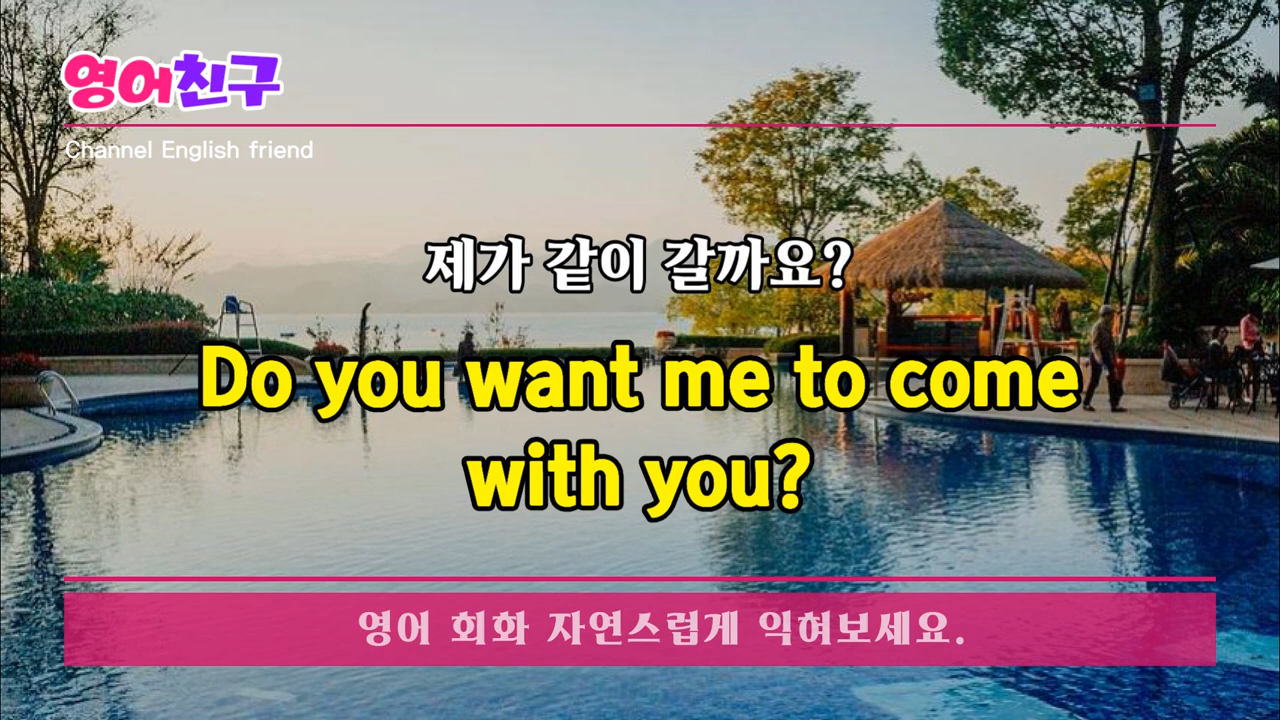 영어친구
Channel English friend
제가 같이 갈까요?
Do you want me to come
with you?
영어 회화 자연스럽게 익혀보세요.